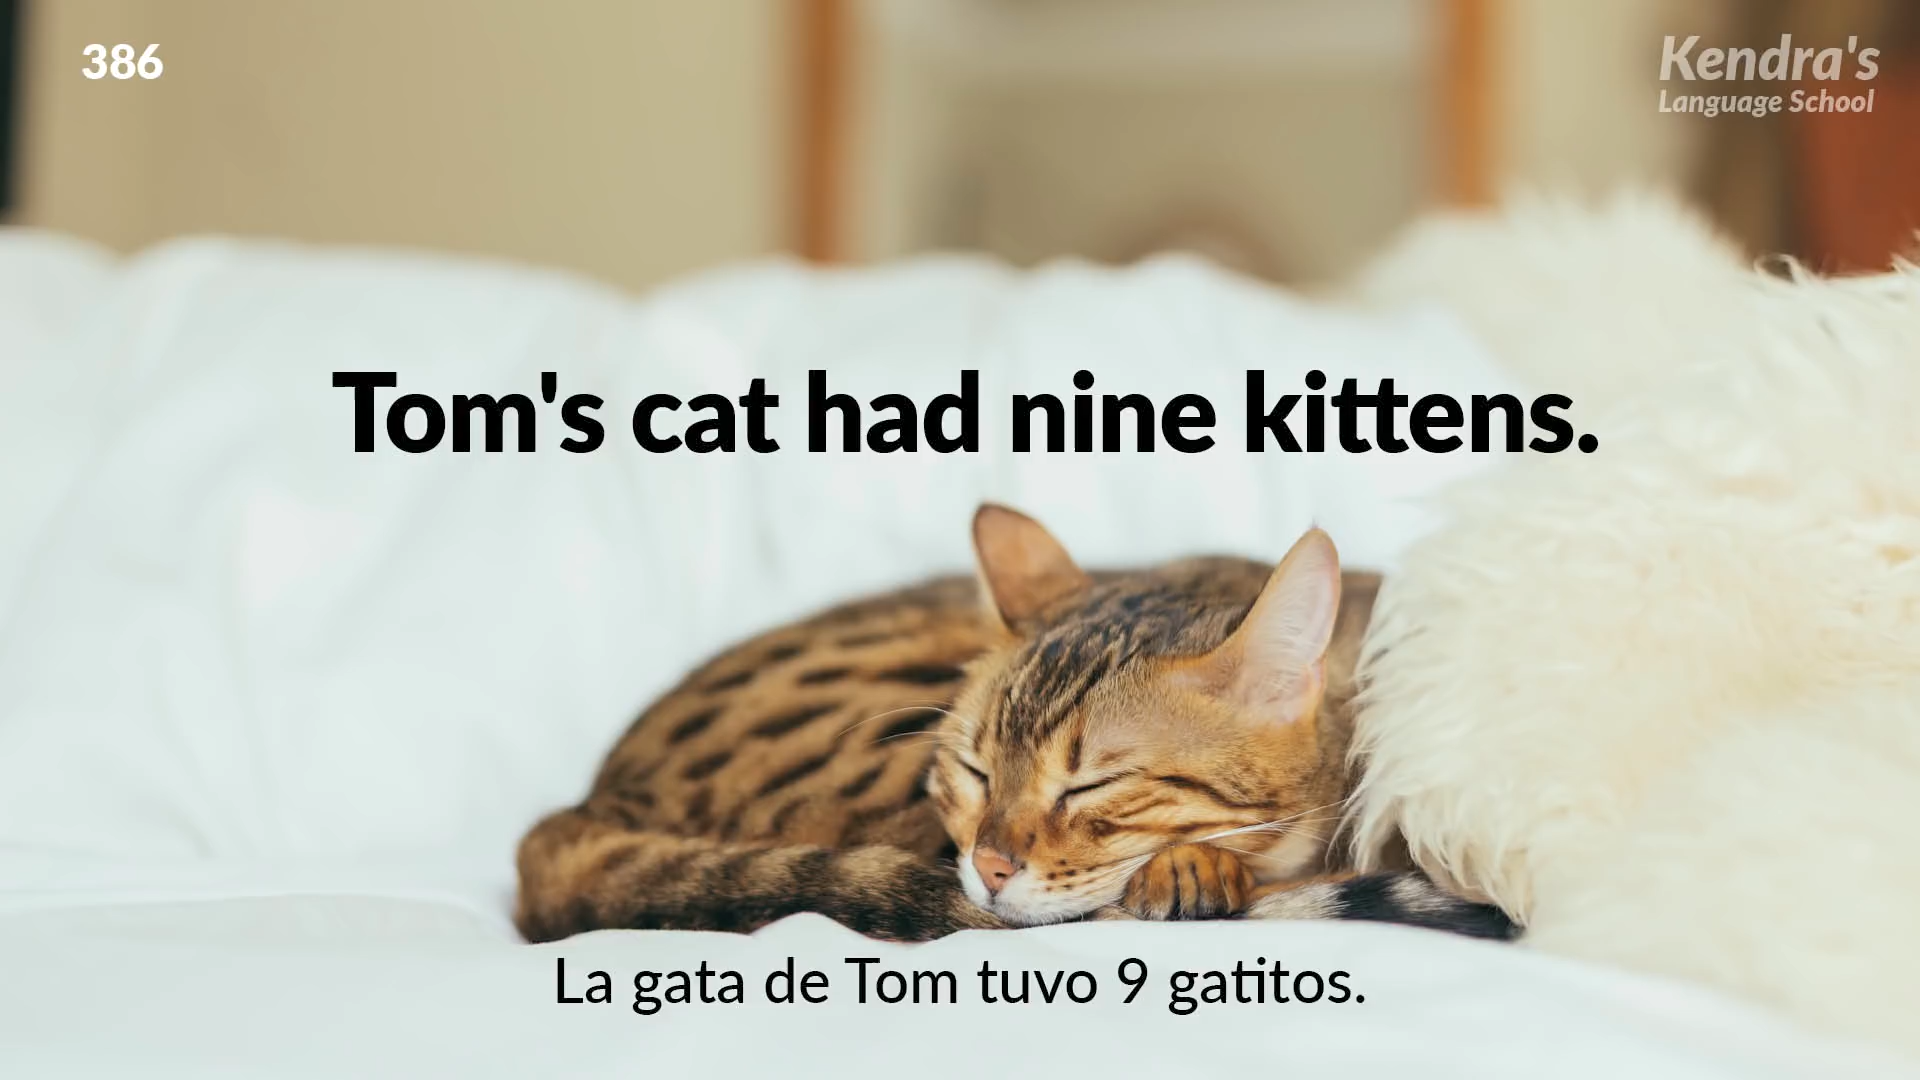 386
Kendra's
Language School
Tom's cat had nine kittens.
La gata de Tom tuvo 9 gatitos.